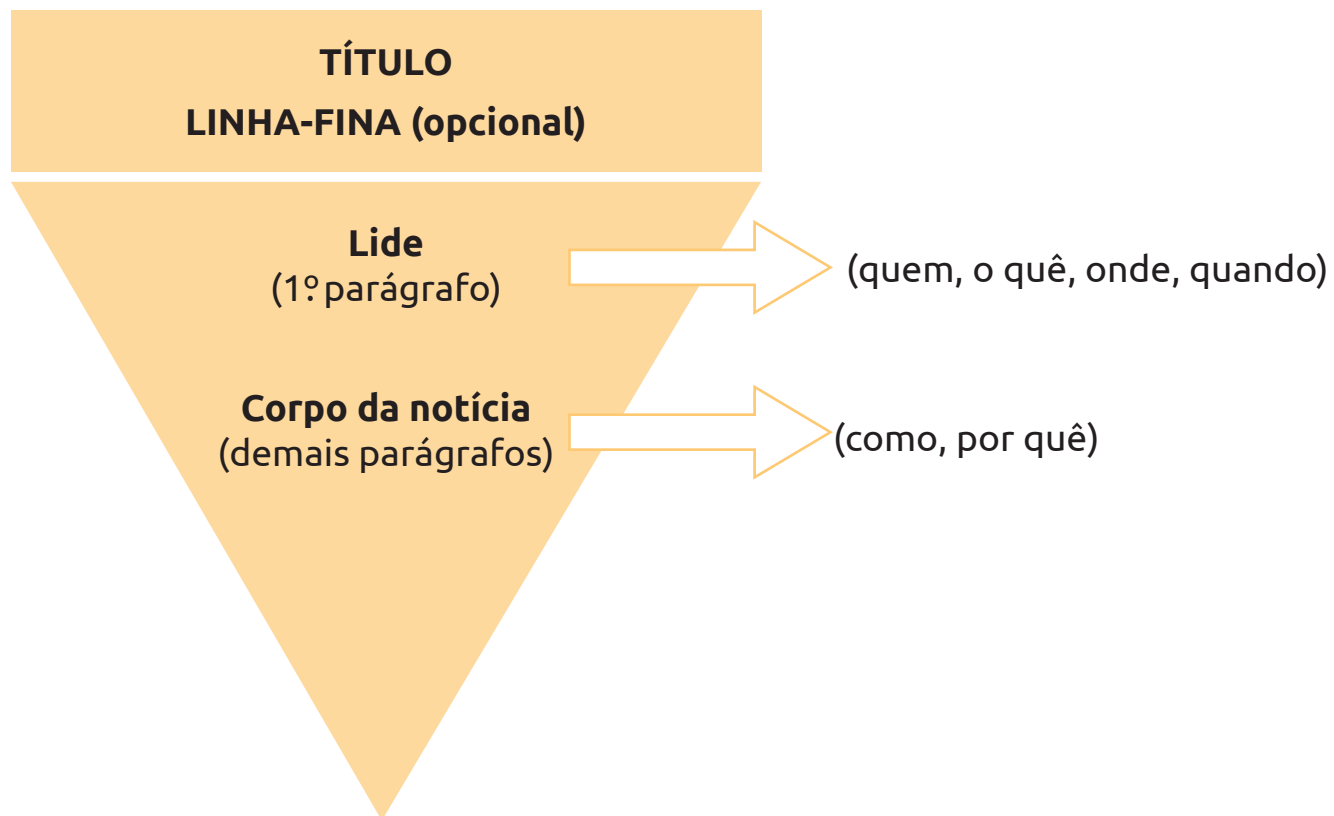 TÍTULO
LINHA-FINA (opcional)
Lide
(1º parágrafo)
(quem, o quê, onde, quando)
Corpo da notícia
(demais parágrafos)
(como, por quê)